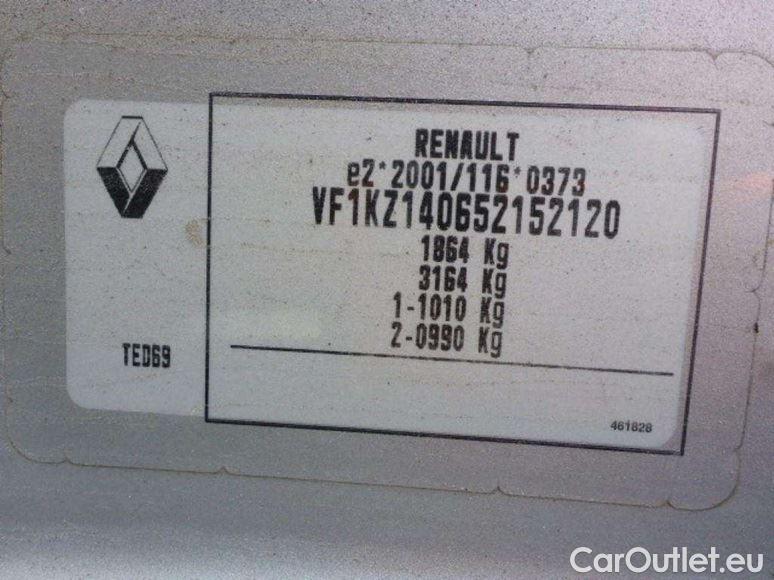 RENAULT
e2*2001/116*0373
VF1KZ140652152120
1864 Kg
3164 Kg
1-1010 Kg
2-0990 Kg
TED69
461828
CarOutlet.eu